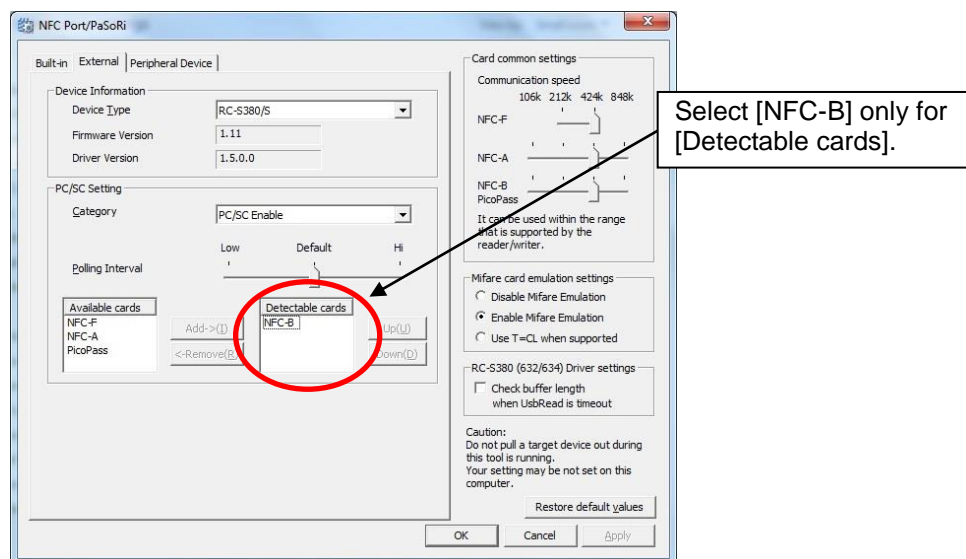 NFC Port/PaSoRi
Built-in External Peripheral Device
Device Information
Device Type RC-S380/S
Firmware Version 1.11
Driver Version 1.5.0.0
PC/SC Setting
Category PC/SC Enable
Low Default Hi
Polling Interval
Available cards
NFC-F
NFC-A
PicoPass
Add->(I)
<-Remove(R)
Detectable cards
NFC-B
Up(U)
Down(D)
Card common settings
Communication speed
106k 212k 424k 848k
NFC-F
NFC-A
NFC-B
PicoPass
It can be used within the range
that is supported by the
reader/writer.
Mifare card emulation settings
Disable Mifare Emulation
Enable Mifare Emulation
Use T=CL when supported
RC-S380 (632/634) Driver settings
Check buffer length
when UsbRead is timeout
Caution:
Do not pull a target device out during
this tool is running.
Your setting may be not set on this
computer.
Restore default values
OK Cancel Apply
Select [NFC-B] only for
[Detectable cards].